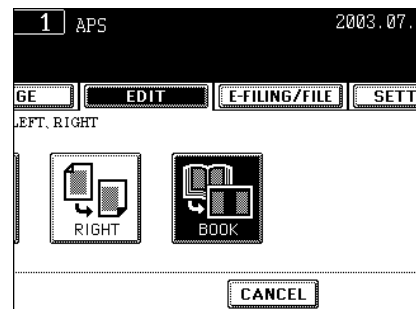 1 APS 2003.07.
GE EDIT E-FILING/FILE SETT
LEFT, RIGHT
RIGHT BOOK
CANCEL